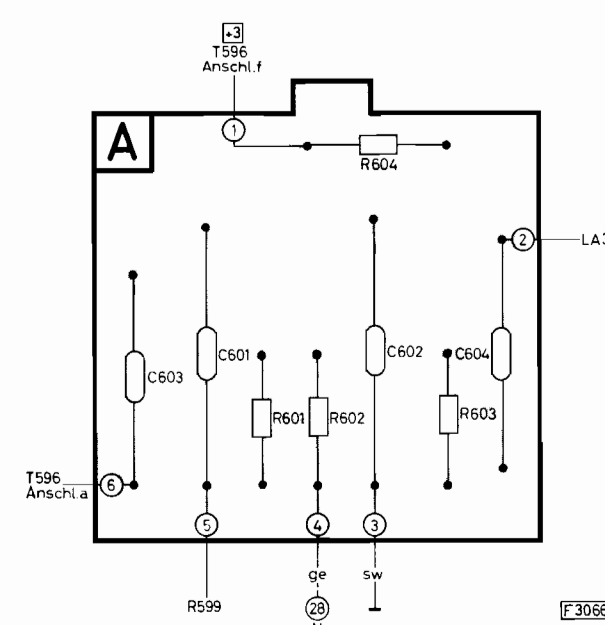 +3
T596
Anschl.f
1
A
R604
2
LA3
C603
C601
R601
R602
C602
C604
R603
T596
Anschl.a
6
5
4
3
ge
sw
R599
28
F3066